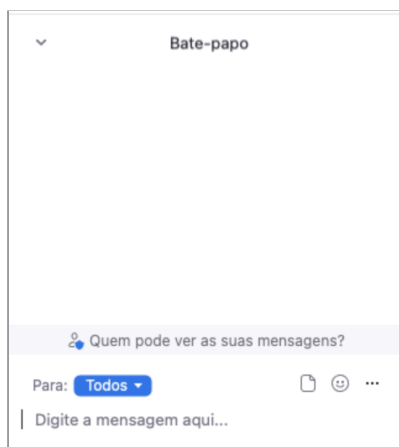 Bate-papo
Quem pode ver as suas mensagens?
Para: Todos
Digite a mensagem aqui...